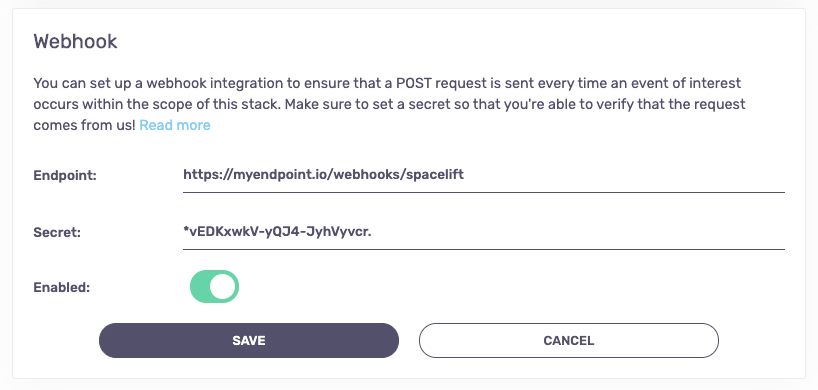 Webhook
You can set up a webhook integration to ensure that a POST request is sent every time an event of interest
occurs within the scope of this stack. Make sure to set a secret so that you're able to verify that the request
comes from us! Read more
Endpoint: https://myendpoint.io/webhooks/spacelift
Secret: *vEDKxwkV-yQJ4-JyhVyvcr.
Enabled:
SAVE CANCEL